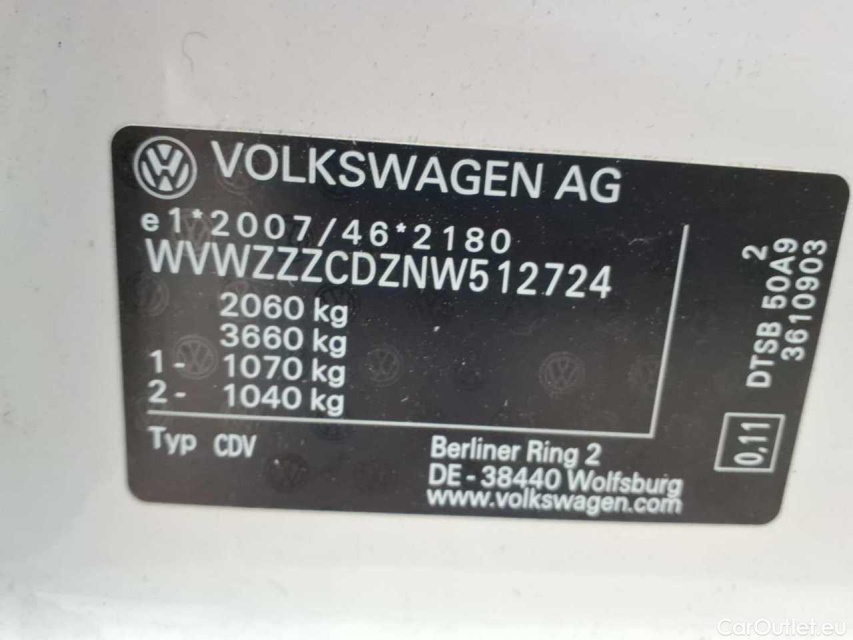 VOLKSWAGEN AG
e1*2007/46*2180
WVWZZZCDZNW512724
2060 kg
3660 kg
1- 1070 kg
2- 1040 kg
Typ CDV
Berliner Ring 2
DE-38440 Wolfsburg
www.volkswagen.com
2
DTSB 50A9
3610903
0,11
CarOutlet.eu